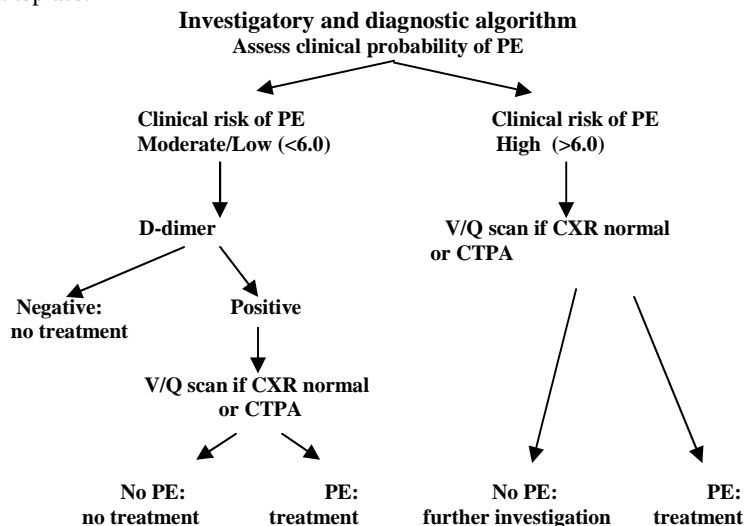 Investigatory and diagnostic algorithm
Assess clinical probability of PE
Clinical risk of PE
Moderate/Low (<6.0)
Clinical risk of PE
High (>6.0)
D-dimer
V/Q scan if CXR normal
or CTPA
Negative:
no treatment
Positive
V/Q scan if CXR normal
or CTPA
No PE:
no treatment
PE:
treatment
No PE:
further investigation
PE:
treatment